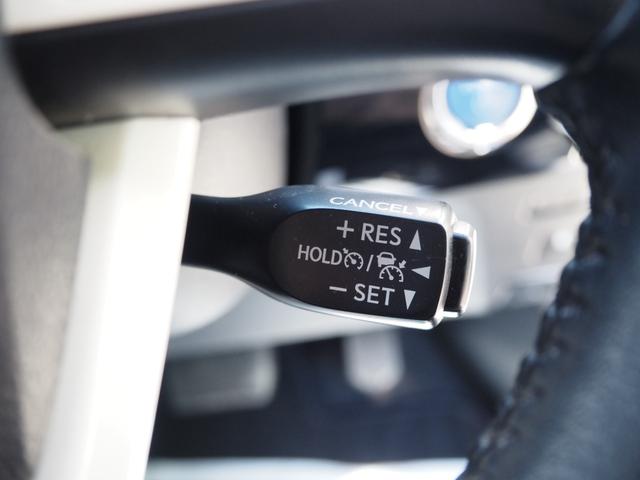 CANCEL
+ RES
HOLD /
− SET